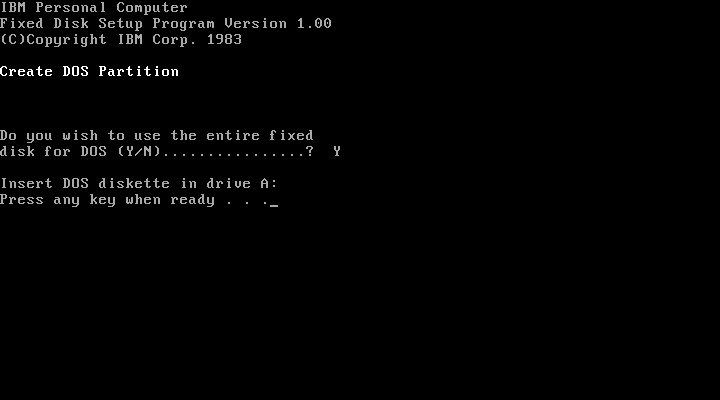 IBM Personal Computer
Fixed Disk Setup Program Version 1.00
(C)Copyright IBM Corp. 1983
Create DOS Partition
Do you wish to use the entire fixed
disk for DOS (Y/N)................?  Y
Insert DOS diskette in drive A:
Press any key when ready . . ._